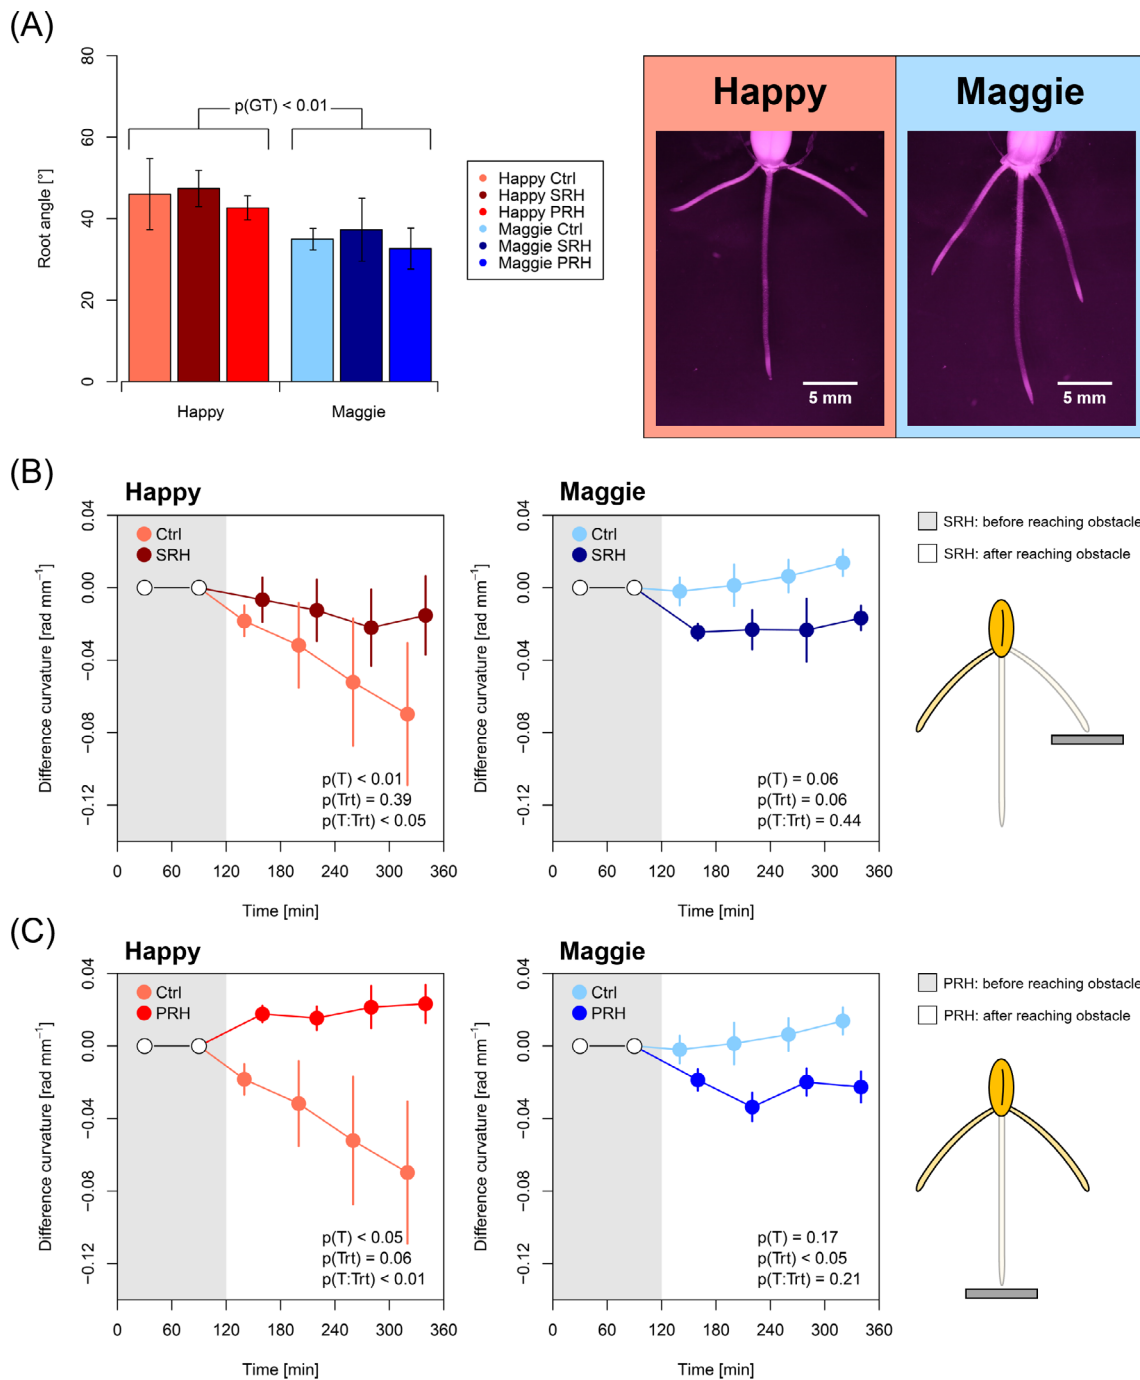 (A)
80
60
40
20
0
Root angle [°]
p(GT) < 0.01
Happy
Maggie
Happy Ctrl
Happy SRH
Happy PRH
Maggie Ctrl
Maggie SRH
Maggie PRH
Happy
Maggie
5 mm
5 mm
(B)
Happy
Ctrl
SRH
0.04
0.00
−0.04
−0.08
−0.12
Difference curvature [rad mm⁻¹]
p(T) < 0.01
p(Trt) = 0.39
p(T:Trt) < 0.05
0 60 120 180 240 300 360
Time [min]
Maggie
Ctrl
SRH
0.04
0.00
−0.04
−0.08
−0.12
Difference curvature [rad mm⁻¹]
p(T) = 0.06
p(Trt) = 0.06
p(T:Trt) = 0.44
0 60 120 180 240 300 360
Time [min]
SRH: before reaching obstacle
SRH: after reaching obstacle
(C)
Happy
Ctrl
PRH
0.04
0.00
−0.04
−0.08
−0.12
Difference curvature [rad mm⁻¹]
p(T) < 0.05
p(Trt) = 0.06
p(T:Trt) < 0.01
0 60 120 180 240 300 360
Time [min]
Maggie
Ctrl
PRH
0.04
0.00
−0.04
−0.08
−0.12
Difference curvature [rad mm⁻¹]
p(T) = 0.17
p(Trt) < 0.05
p(T:Trt) = 0.21
0 60 120 180 240 300 360
Time [min]
PRH: before reaching obstacle
PRH: after reaching obstacle